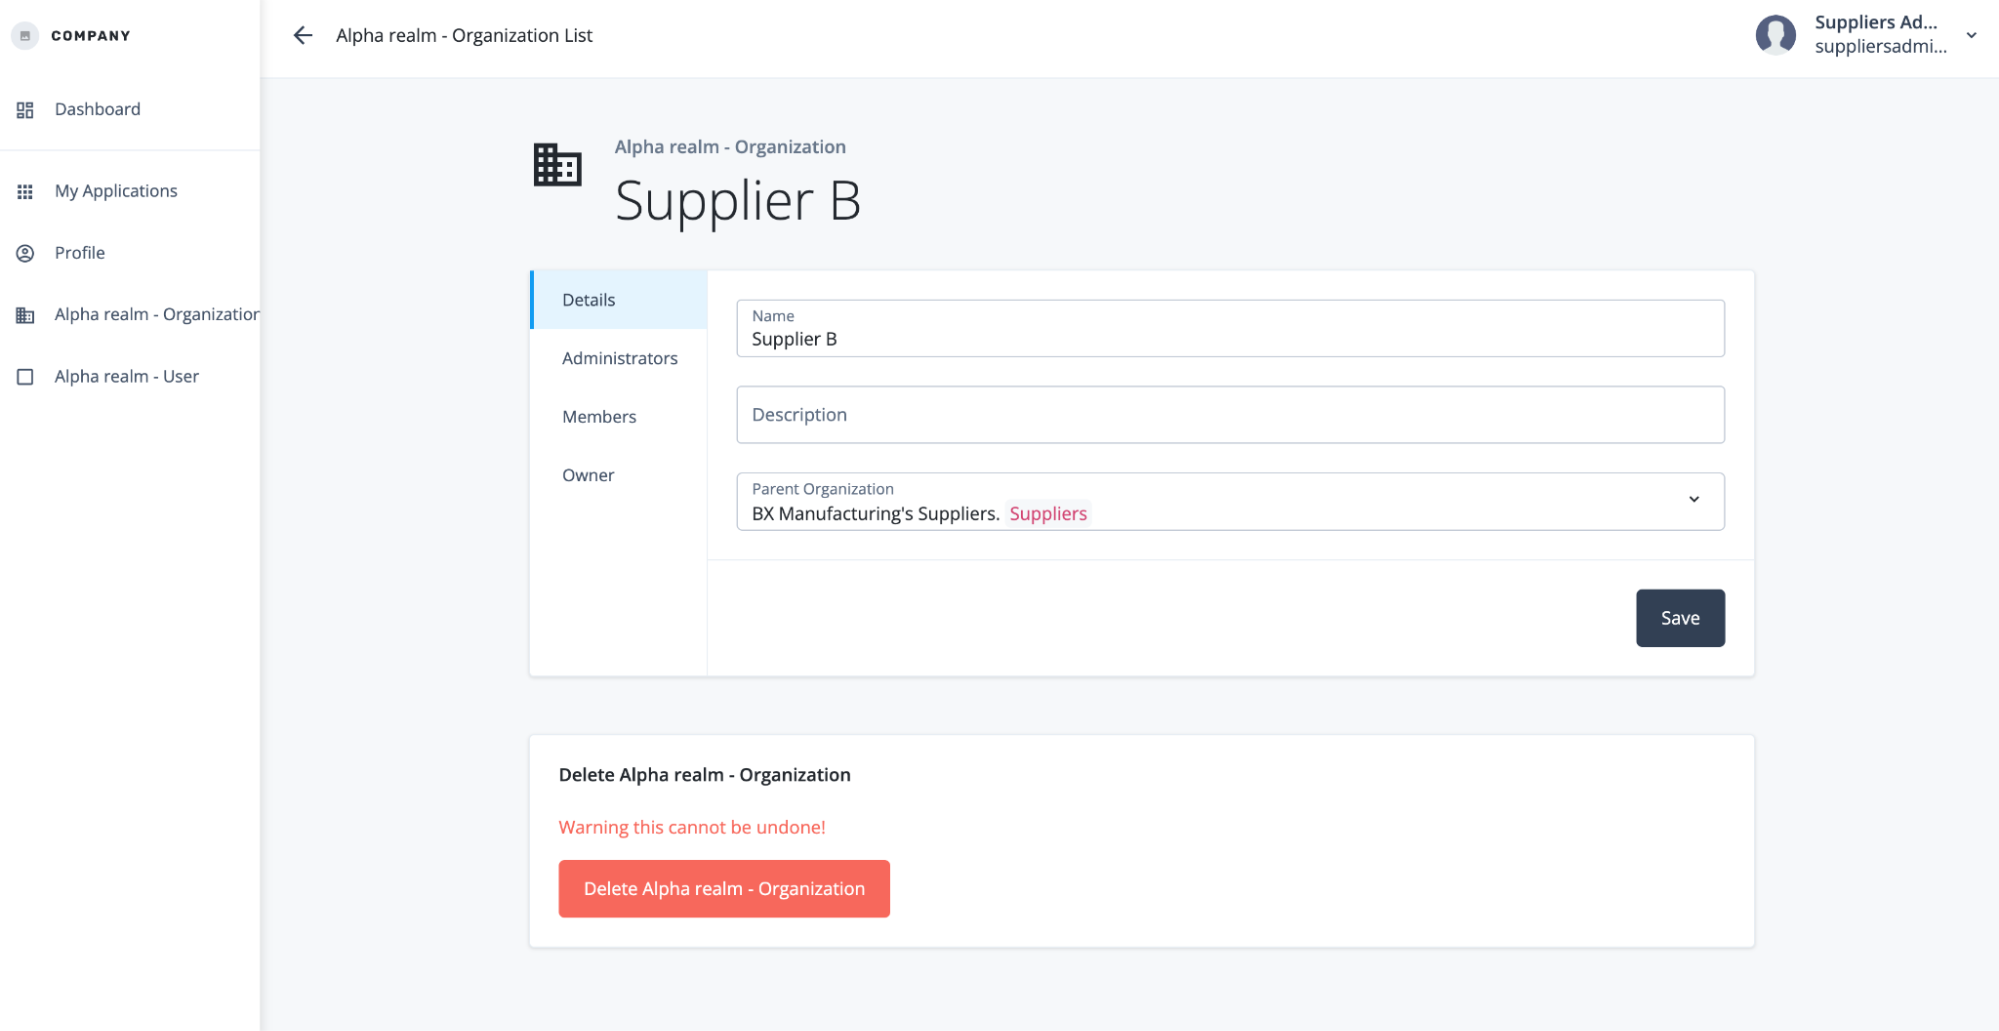 COMPANY
Dashboard
My Applications
Profile
Alpha realm - Organization
Alpha realm - User
Alpha realm - Organization List
Suppliers Ad...
suppliersadmi...
Alpha realm - Organization
Supplier B
Details
Administrators
Members
Owner
Name
Supplier B
Description
Parent Organization
BX Manufacturing's Suppliers. Suppliers
Save
Delete Alpha realm - Organization
Warning this cannot be undone!
Delete Alpha realm - Organization